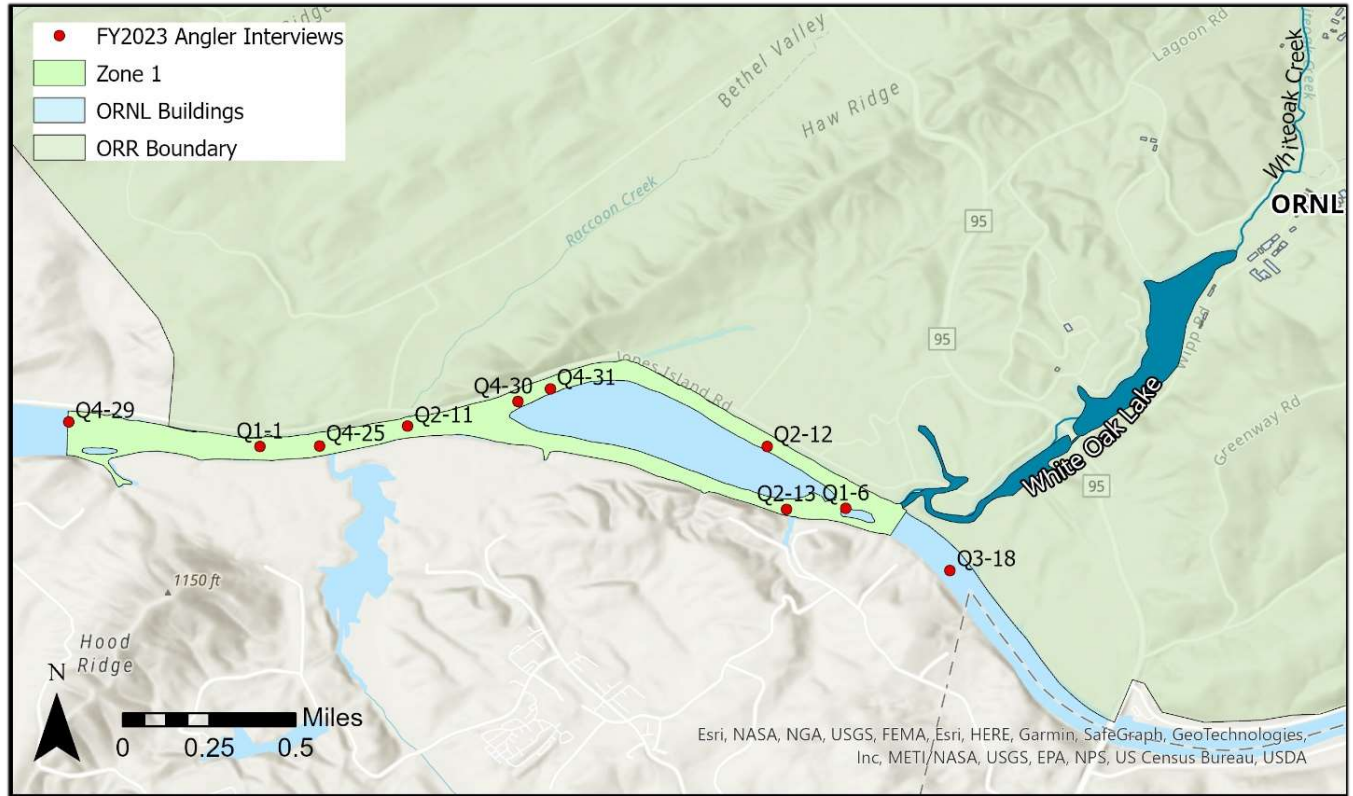 FY2023 Angler Interviews
Zone 1
ORNL Buildings
ORR Boundary
Ridge
Bethel Valley
Haw Ridge
Lagoon Rd
Whiteoak Creek
Creek
ORNL
Raccoon Creek
95
95
95
Jones Island Rd
Wipp Rd
Greenway Rd
White Oak Lake
Q4-29
Q1-1
Q4-25
Q2-11
Q4-30
Q4-31
Q2-12
Q2-13
Q1-6
Q3-18
1150 ft
Hood
Ridge
N
Miles
0 0.25 0.5
Esri, NASA, NGA, USGS, FEMA, Esri, HERE, Garmin, SafeGraph, GeoTechnologies,
Inc, METI/NASA, USGS, EPA, NPS, US Census Bureau, USDA